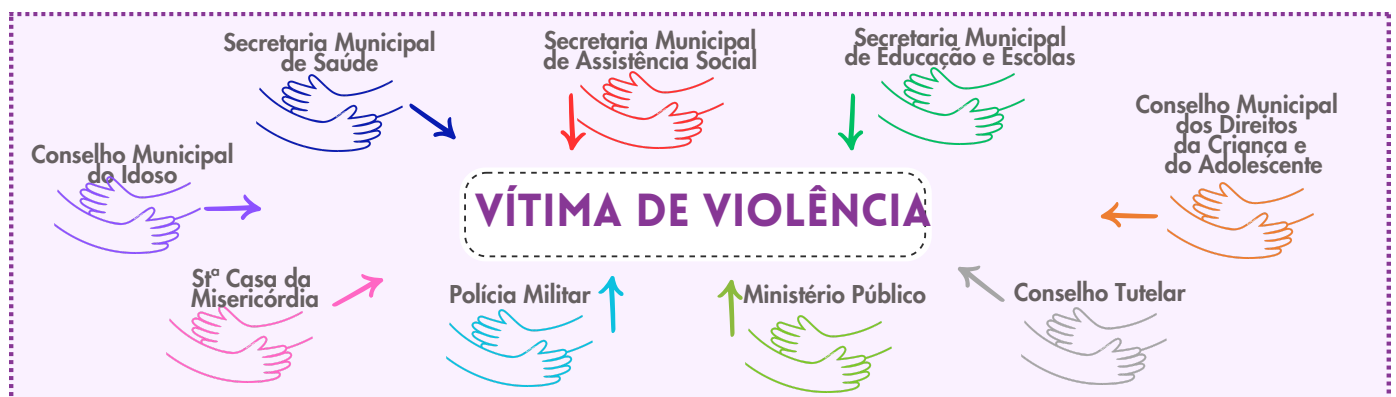 Secretaria Municipal
de Saúde
Secretaria Municipal
de Assistência Social
Secretaria Municipal
de Educação e Escolas
Conselho Municipal
dos Direitos
da Criança e
do Adolescente
Conselho Municipal
do Idoso
VÍTIMA DE VIOLÊNCIA
Stª Casa da
Misericórdia
Polícia Militar
Ministério Público
Conselho Tutelar